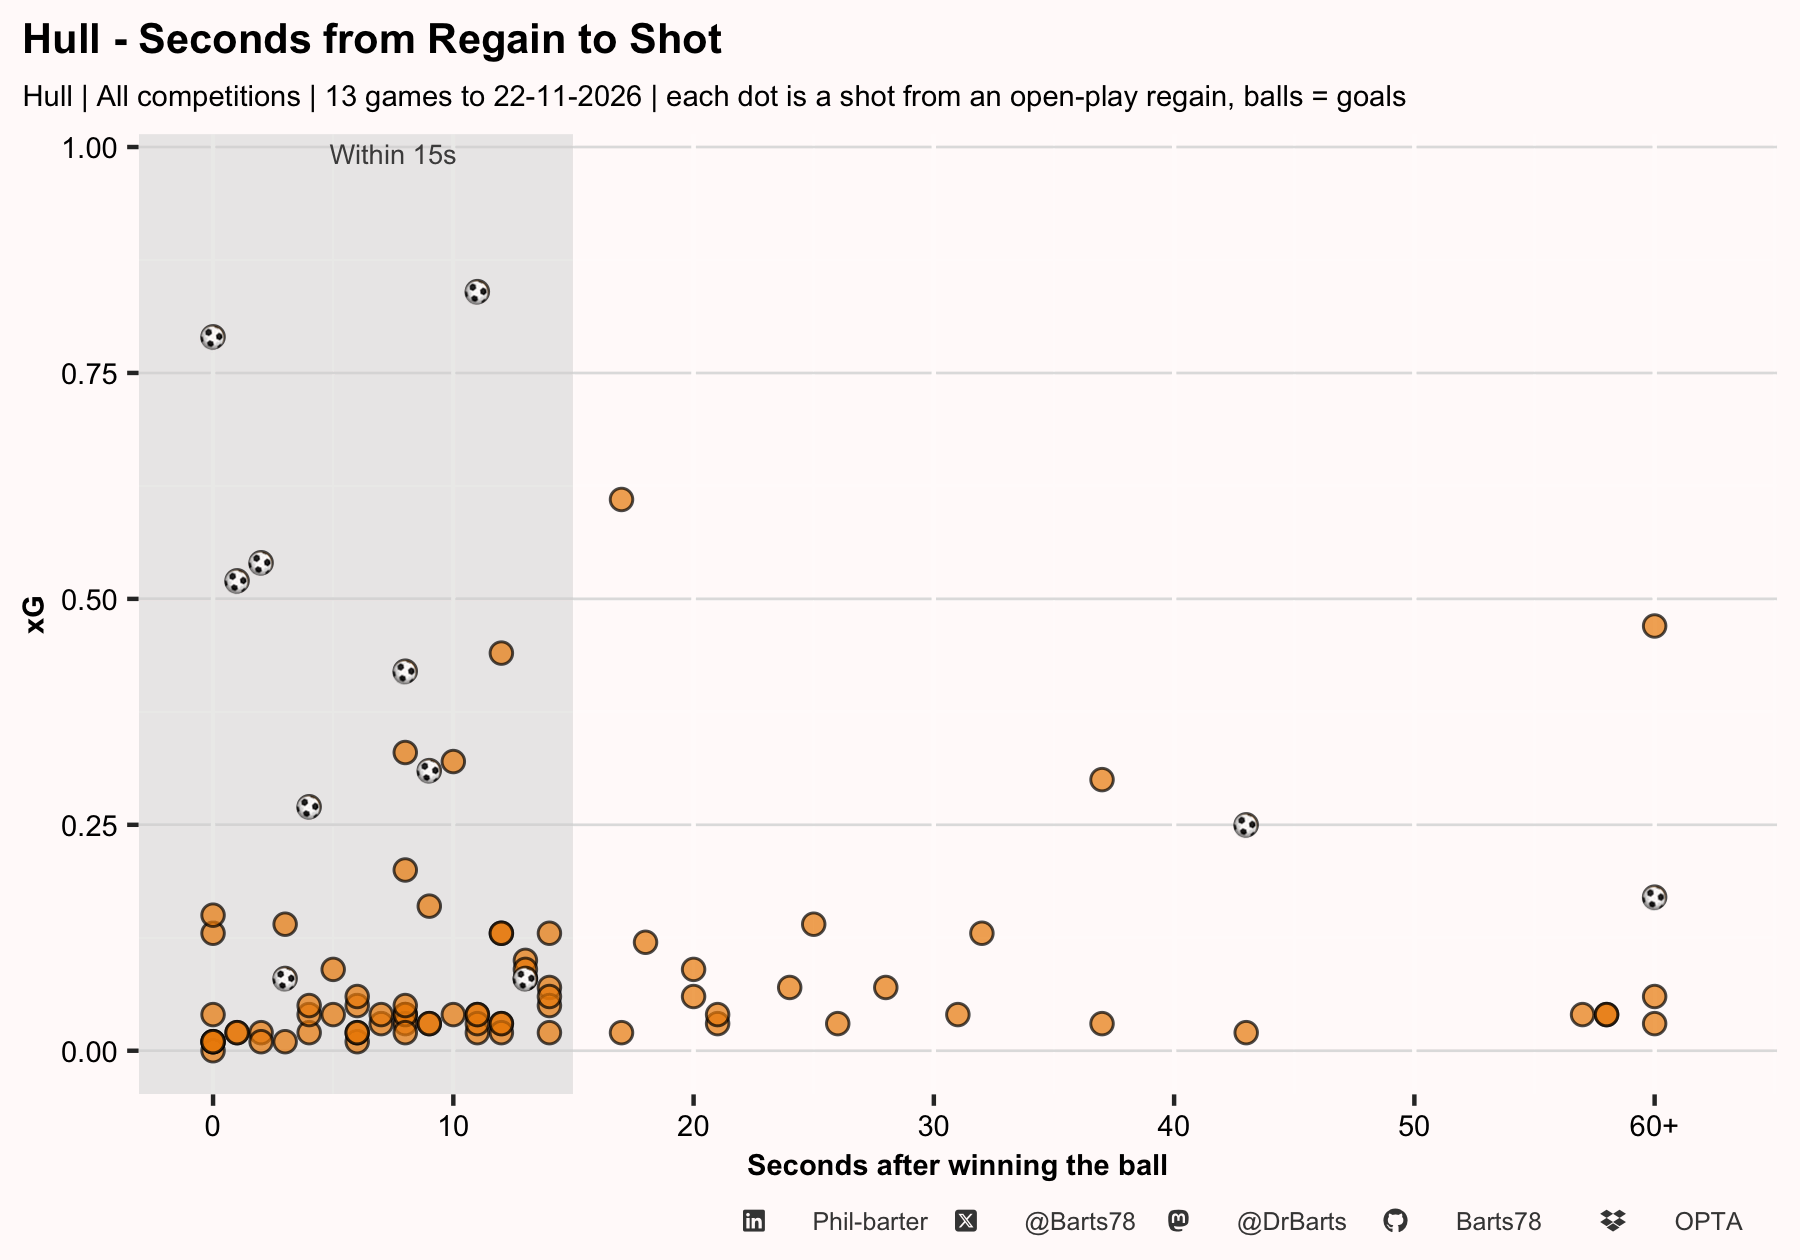 Hull - Seconds from Regain to Shot
Hull | All competitions | 13 games to 22-11-2026 | each dot is a shot from an open-play regain, balls = goals
Within 15s
1.00
0.75
0.50
0.25
0.00
xG
0 10 20 30 40 50 60+
Seconds after winning the ball
Phil-barter @Barts78 @DrBarts Barts78 OPTA